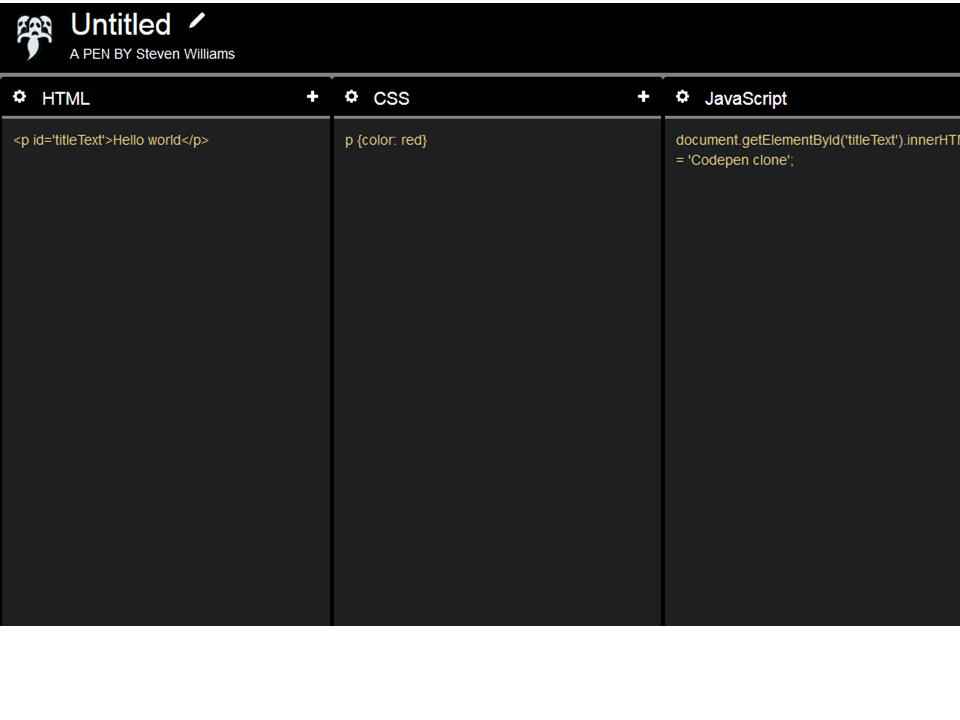 Untitled
A PEN BY Steven Williams
HTML
CSS
JavaScript
<p id='titleText'>Hello world</p>
p {color: red}
document.getElementById('titleText').innerHT
= 'Codepen clone';